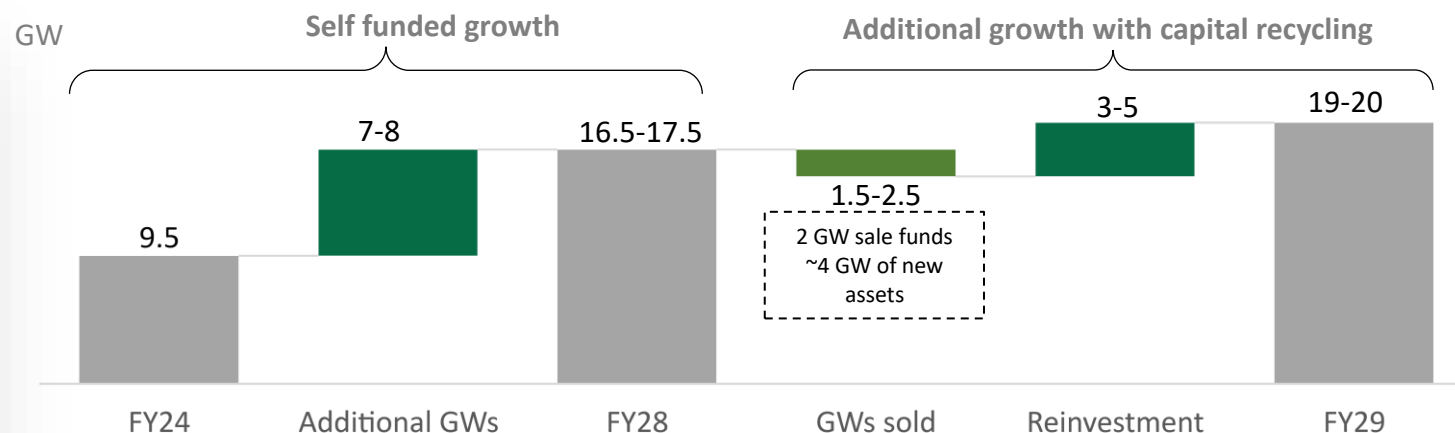 GW
Self funded growth
Additional growth with capital recycling
9.5
7-8
16.5-17.5
1.5-2.5
2 GW sale funds
~4 GW of new
assets
3-5
19-20
FY24
Additional GWs
FY28
GWs sold
Reinvestment
FY29